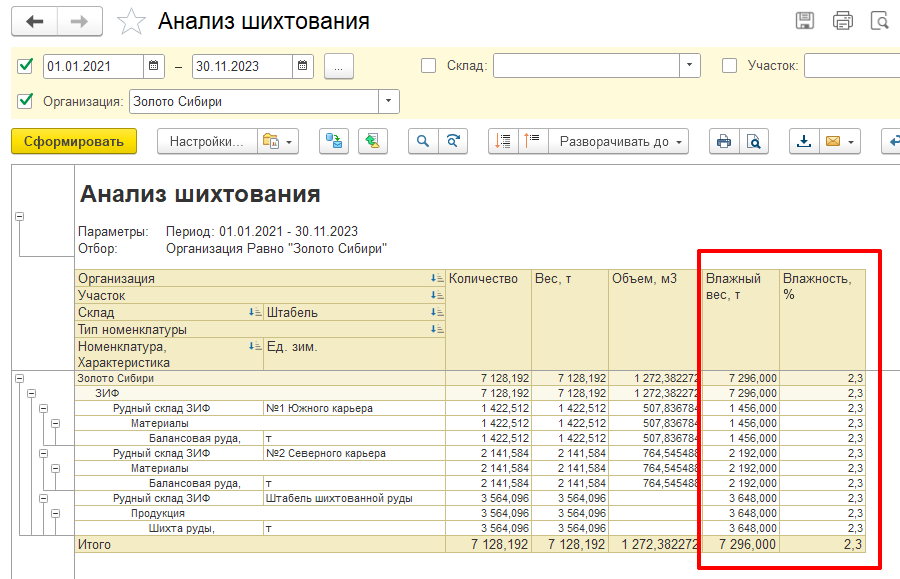 Анализ шихтования
01.01.2021 – 30.11.2023 ... Склад: Участок:
Организация: Золото Сибири
Сформировать Настройки... Разворачивать до
Анализ шихтования
Параметры: Период: 01.01.2021 - 30.11.2023
Отбор: Организация Равно "Золото Сибири"
Организация Количество Вес, т Объем, м3 Влажный вес, т Влажность, %
Участок
Склад Штабель
Тип номенклатуры
Номенклатура, Характеристика Ед. зим.
Золото Сибири 7 128,192 7 128,192 1 272,382272 7 296,000 2,3
ЗИФ 7 128,192 7 128,192 1 272,382272 7 296,000 2,3
Рудный склад ЗИФ №1 Южного карьера 1 422,512 1 422,512 507,836784 1 456,000 2,3
Материалы 1 422,512 1 422,512 507,836784 1 456,000 2,3
Балансовая руда, т 1 422,512 1 422,512 507,836784 1 456,000 2,3
Рудный склад ЗИФ №2 Северного карьера 2 141,584 2 141,584 764,545488 2 192,000 2,3
Материалы 2 141,584 2 141,584 764,545488 2 192,000 2,3
Балансовая руда, т 2 141,584 2 141,584 764,545488 2 192,000 2,3
Рудный склад ЗИФ Штабель шихтованной руды 3 564,096 3 564,096 3 648,000 2,3
Продукция 3 564,096 3 564,096 3 648,000 2,3
Шихта руды, т 3 564,096 3 564,096 3 648,000 2,3
Итого 7 128,192 7 128,192 1 272,382272 7 296,000 2,3